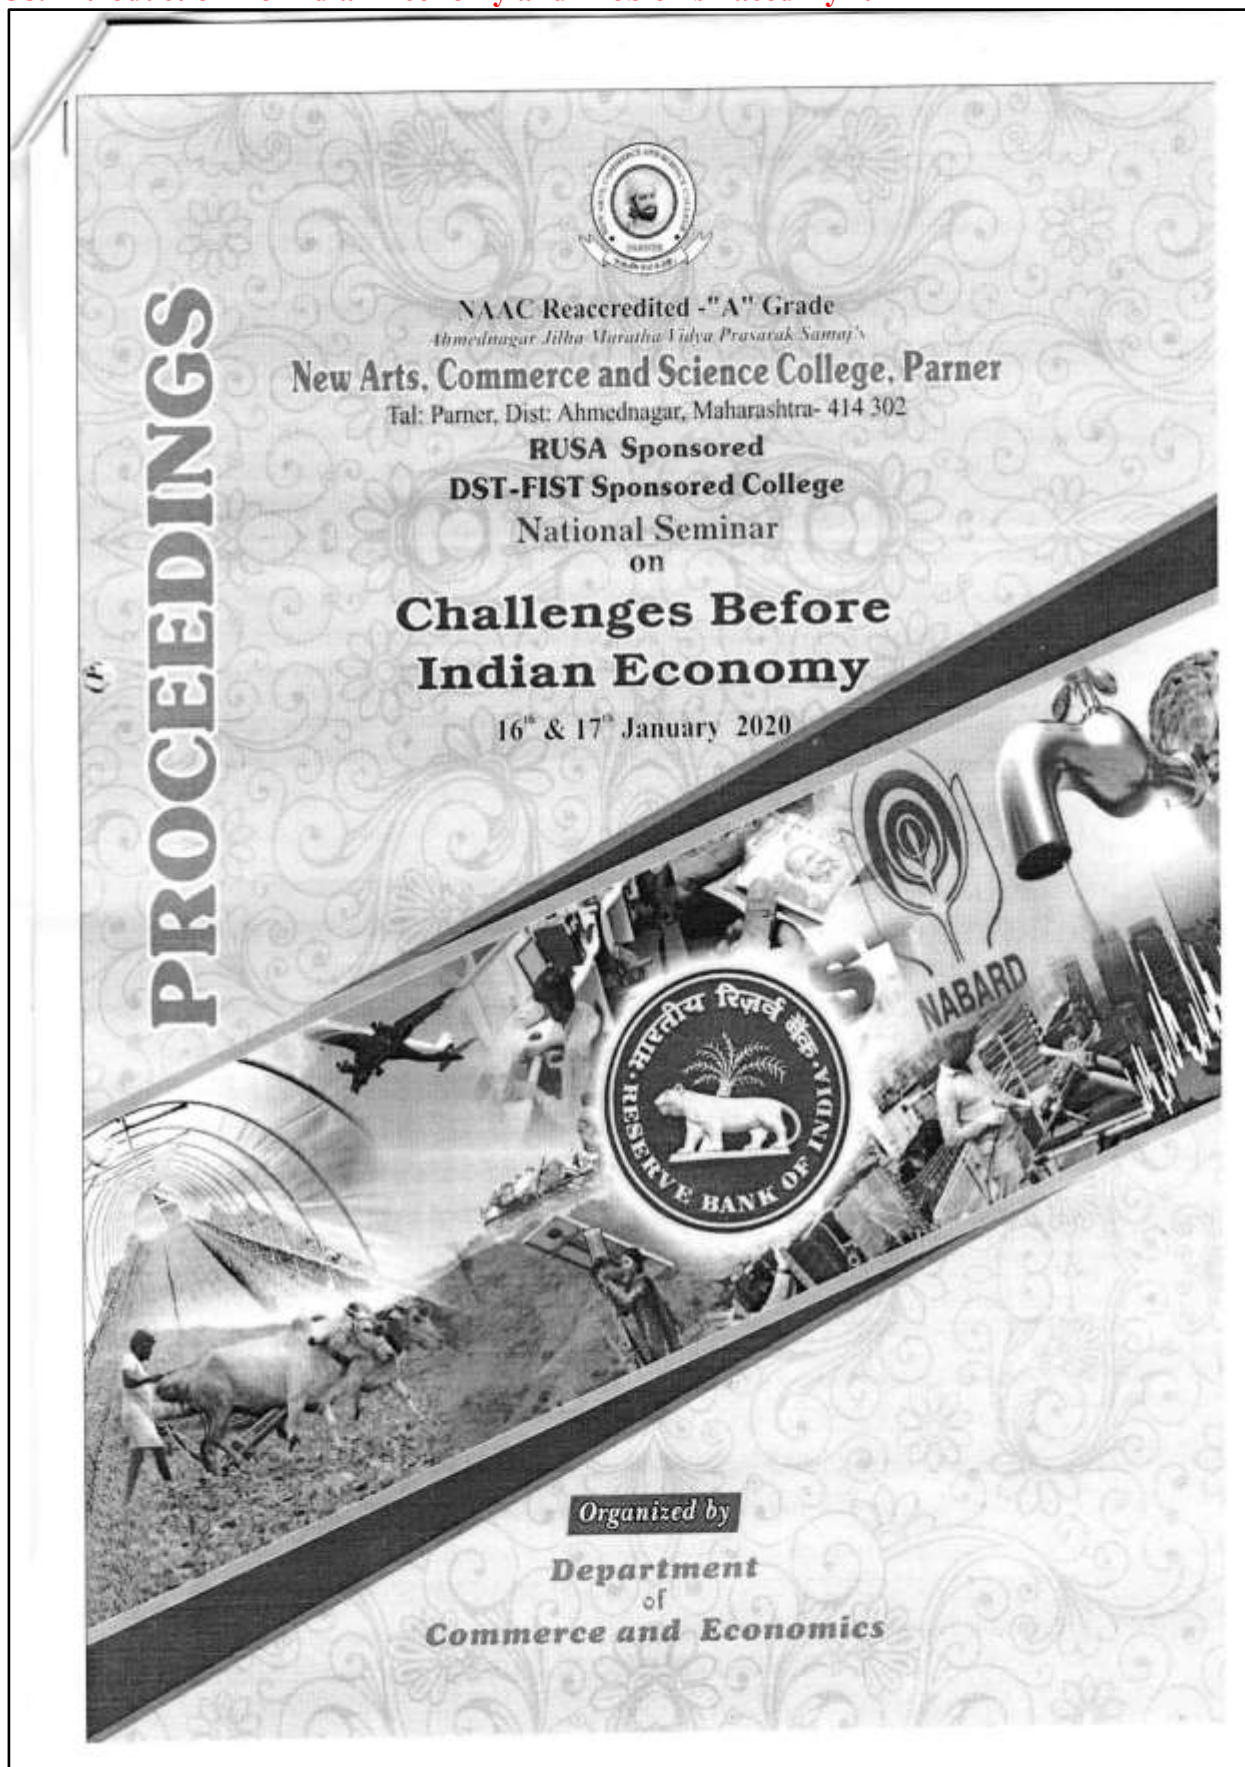 PROCEEDINGS
NAAC Reaccredited -"A" Grade
Ahmednagar Jilha Maratha Vidya Prasarak Samaj's
New Arts, Commerce and Science College, Parner
Tal: Parner, Dist: Ahmednagar, Maharashtra- 414 302
RUSA Sponsored
DST-FIST Sponsored College
National Seminar
on
Challenges Before
Indian Economy
16th & 17th January 2020
NABARD
भारतीय रिज़र्व बैंक
RESERVE BANK OF INDIA
Organized by
Department
of
Commerce and Economics